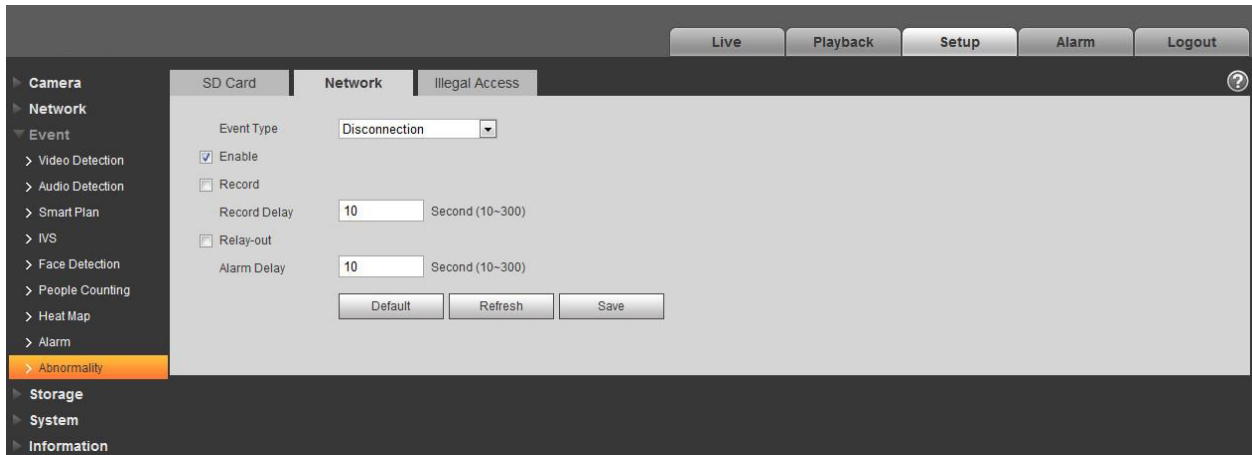 Live Playback Setup Alarm Logout
Camera
Network
Event
Video Detection
Audio Detection
Smart Plan
IVS
Face Detection
People Counting
Heat Map
Alarm
Abnormality
Storage
System
Information
SD Card Network Illegal Access ?
Event Type Disconnection
Enable
Record
Record Delay 10 Second (10~300)
Relay-out
Alarm Delay 10 Second (10~300)
Default Refresh Save